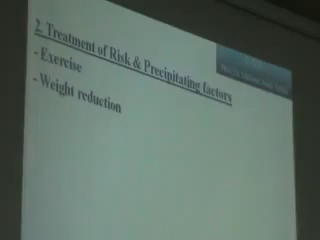 2. Treatment of Risk & Precipitating factors
- Exercise
- Weight reduction